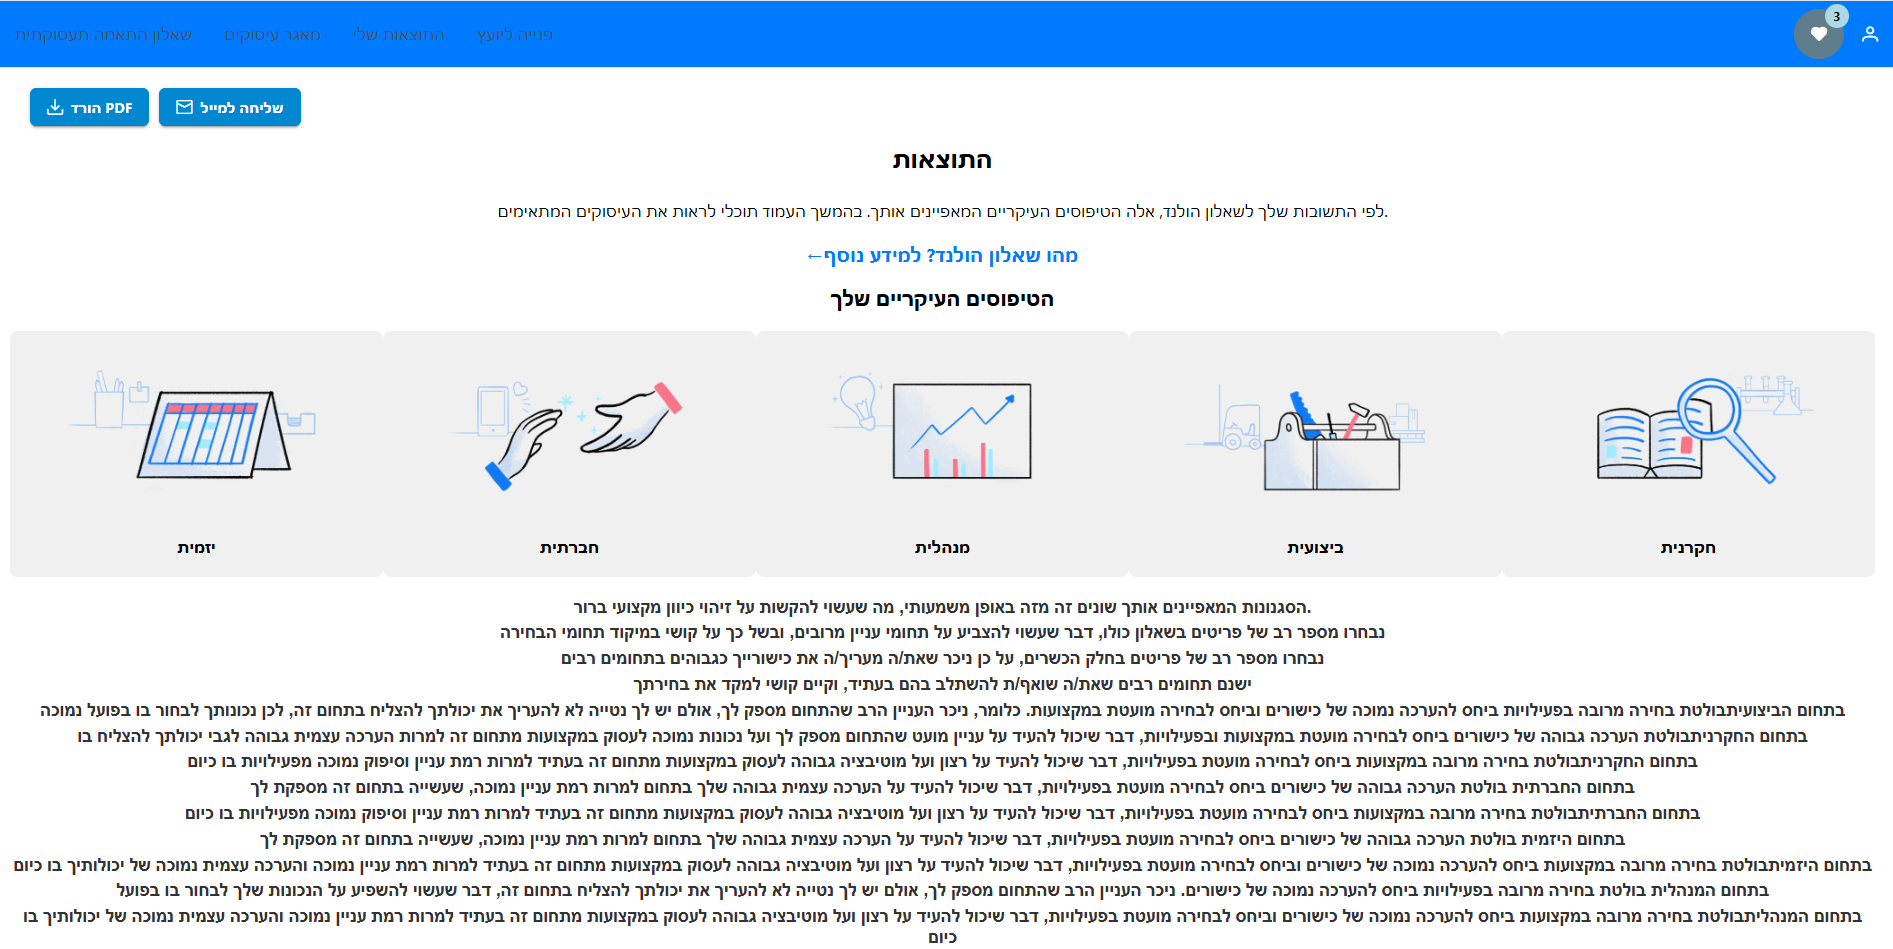 שאלון התאמה תעסוקתית
מאגר עיסוקים
התוצאות שלי
פנייה ליועץ
3
הורד PDF
שליחה למייל
התוצאות
לפי התשובות שלך לשאלון הולנד, אלה הטיפוסים העיקריים המאפיינים אותך. בהמשך העמוד תוכלי לראות את העיסוקים המתאימים.
מהו שאלון הולנד? למידע נוסף←
הטיפוסים העיקריים שלך
חקרנית
ביצועית
מנהלית
חברתית
יזמית
הסגנונות המאפיינים אותך שונים זה מזה באופן משמעותי, מה שעשוי להקשות על זיהוי כיוון מקצועי ברור.
נבחרו מספר רב של פריטים בשאלון כולו, דבר שעשוי להצביע על תחומי עניין מרובים, ובשל כך על קושי במיקוד תחומי הבחירה
נבחרו מספר רב של פריטים בחלק הכשרים, על כן ניכר שאת/ה מעריך/ה את כישורייך כגבוהים בתחומים רבים
ישנם תחומים רבים שאת/ה שואף/ת להשתלב בהם בעתיד, וקיים קושי למקד את בחירתך
בתחום הביצועיתבולטת בחירה מרובה בפעילויות ביחס להערכה נמוכה של כישורים וביחס לבחירה מועטת במקצועות. כלומר, ניכר העניין הרב שהתחום מספק לך, אולם יש לך נטייה לא להעריך את יכולתך להצליח בתחום זה, לכן נכונותך לבחור בו בפועל נמוכה
בתחום החקרניתבולטת הערכה גבוהה של כישורים ביחס לבחירה מועטת במקצועות ובפעילויות, דבר שיכול להעיד על עניין מועט שהתחום מספק לך ועל נכונות נמוכה לעסוק במקצועות מתחום זה למרות הערכה עצמית גבוהה לגבי יכולתך להצליח בו
בתחום החקרניתבולטת בחירה מרובה במקצועות ביחס לבחירה מועטת בפעילויות, דבר שיכול להעיד על רצון ועל מוטיבציה גבוהה לעסוק במקצועות מתחום זה בעתיד למרות רמת עניין וסיפוק נמוכה מפעילויות בו כיום
בתחום החברתית בולטת הערכה גבוהה של כישורים ביחס לבחירה מועטת בפעילויות, דבר שיכול להעיד על הערכה עצמית גבוהה שלך בתחום למרות רמת עניין נמוכה, שעשייה בתחום זה מספקת לך
בתחום החברתיתבולטת בחירה מרובה במקצועות ביחס לבחירה מועטת בפעילויות, דבר שיכול להעיד על רצון ועל מוטיבציה גבוהה לעסוק במקצועות מתחום זה בעתיד למרות רמת עניין וסיפוק נמוכה מפעילויות בו כיום
בתחום היזמית בולטת הערכה גבוהה של כישורים ביחס לבחירה מועטת בפעילויות, דבר שיכול להעיד על הערכה עצמית גבוהה שלך בתחום למרות רמת עניין נמוכה, שעשייה בתחום זה מספקת לך
בתחום היזמיתבולטת בחירה מרובה במקצועות ביחס להערכה נמוכה של כישורים וביחס לבחירה מועטת בפעילויות, דבר שיכול להעיד על רצון ועל מוטיבציה גבוהה לעסוק במקצועות מתחום זה בעתיד למרות רמת עניין נמוכה והערכה עצמית נמוכה של יכולותיך בו כיום
בתחום המנהלית בולטת בחירה מרובה בפעילויות ביחס להערכה נמוכה של כישורים. ניכר העניין הרב שהתחום מספק לך, אולם יש לך נטייה לא להעריך את יכולתך להצליח בתחום זה, דבר שעשוי להשפיע על הנכונות שלך לבחור בו בפועל
בתחום המנהליתבולטת בחירה מרובה במקצועות ביחס להערכה נמוכה של כישורים וביחס לבחירה מועטת בפעילויות, דבר שיכול להעיד על רצון ועל מוטיבציה גבוהה לעסוק במקצועות מתחום זה בעתיד למרות רמת עניין נמוכה והערכה עצמית נמוכה של יכולותיך בו
כיום